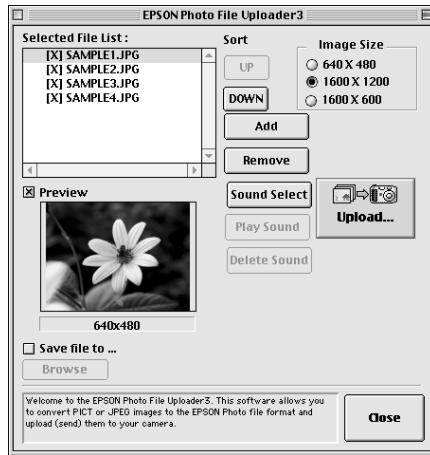 EPSON Photo File Uploader3
Selected File List :
[X] SAMPLE1.JPG
[X] SAMPLE2.JPG
[X] SAMPLE3.JPG
[X] SAMPLE4.JPG
Sort
UP
DOWN
Image Size
640 X 480
1600 X 1200
1600 X 600
Add
Remove
Preview
Sound Select
Play Sound
Delete Sound
Upload...
640x480
Save file to ...
Browse
Welcome to the EPSON Photo File Uploader3. This software allows you
to convert PICT or JPEG images to the EPSON Photo file format and
upload (send) them to your camera.
Close